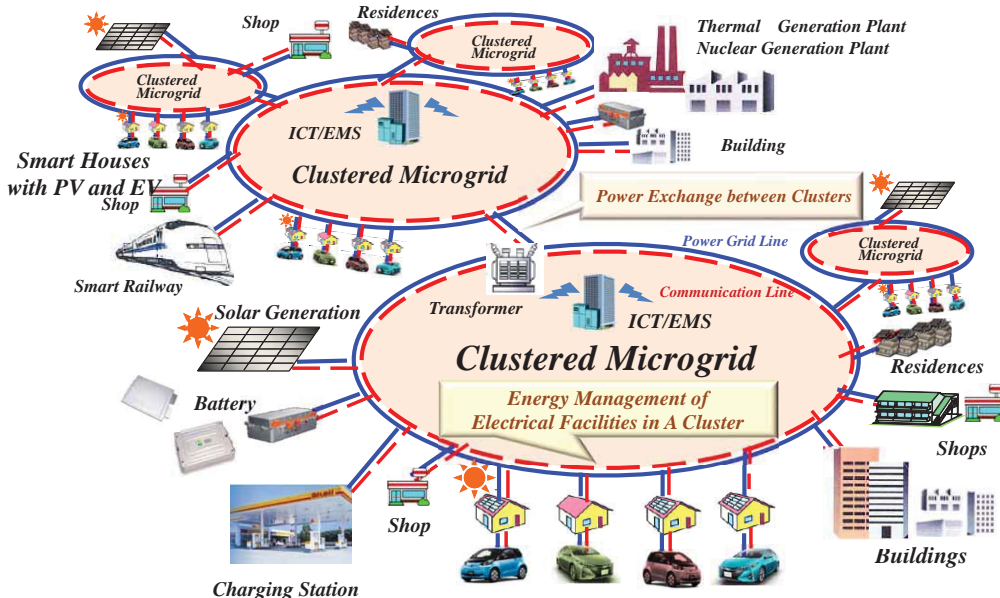 Shop
Residences
Thermal Generation Plant
Nuclear Generation Plant
Clustered
Microgrid
Clustered
Microgrid
ICT/EMS
Building
Clustered Microgrid
Smart Houses
with PV and EV
Shop
Power Exchange between Clusters
Smart Railway
Power Grid Line
Clustered
Microgrid
Transformer
Communication Line
Solar Generation
ICT/EMS
Clustered Microgrid
Residences
Battery
Energy Management of
Electrical Facilities in A Cluster
Shops
Shop
Buildings
Charging Station